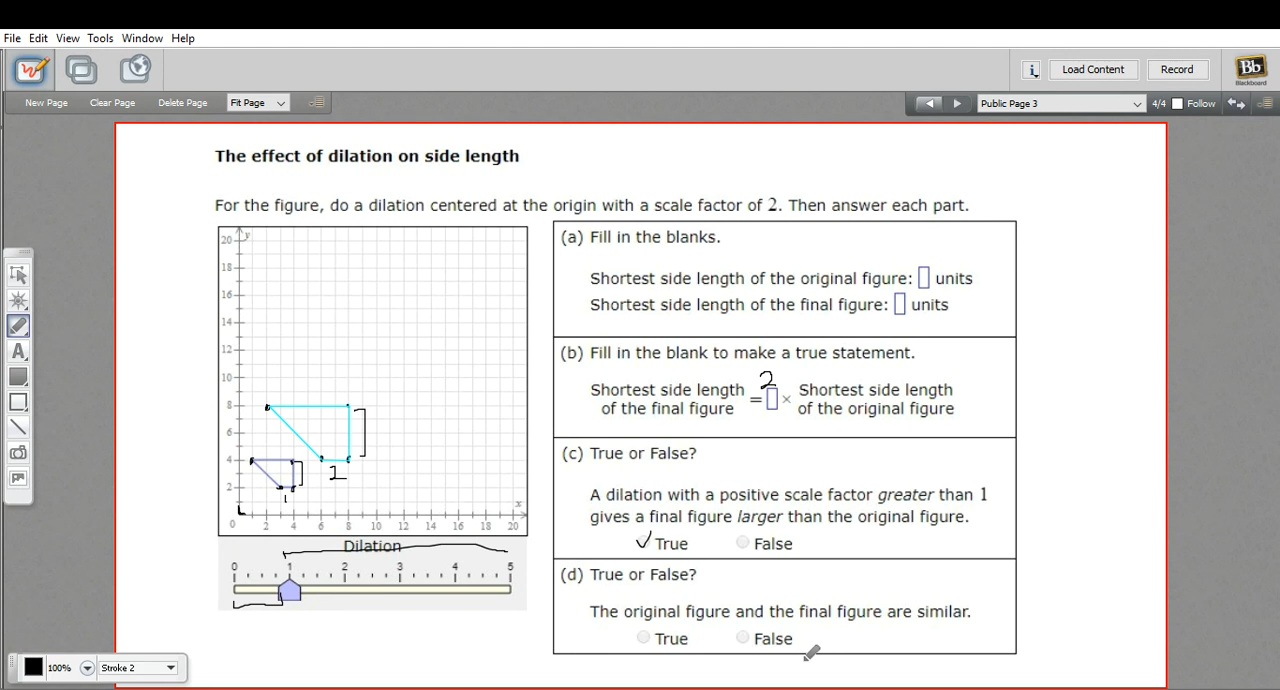 File Edit View Tools Window Help
i Load Content Record Bb
Blackboard
New Page Clear Page Delete Page Fit Page Public Page 3 4/4 Follow
The effect of dilation on side length
For the figure, do a dilation centered at the origin with a scale factor of 2. Then answer each part.
y
20
18
16
14
12
10
8
6
4
2
0 2 4 6 8 10 12 14 16 18 20
x
1
2
Dilation
0 1 2 3 4 5
(a) Fill in the blanks.
Shortest side length of the original figure: units
Shortest side length of the final figure: units
(b) Fill in the blank to make a true statement.
2
Shortest side length = × Shortest side length
of the final figure of the original figure
(c) True or False?
A dilation with a positive scale factor greater than 1
gives a final figure larger than the original figure.
True False
(d) True or False?
The original figure and the final figure are similar.
True False
A
100% Stroke 2